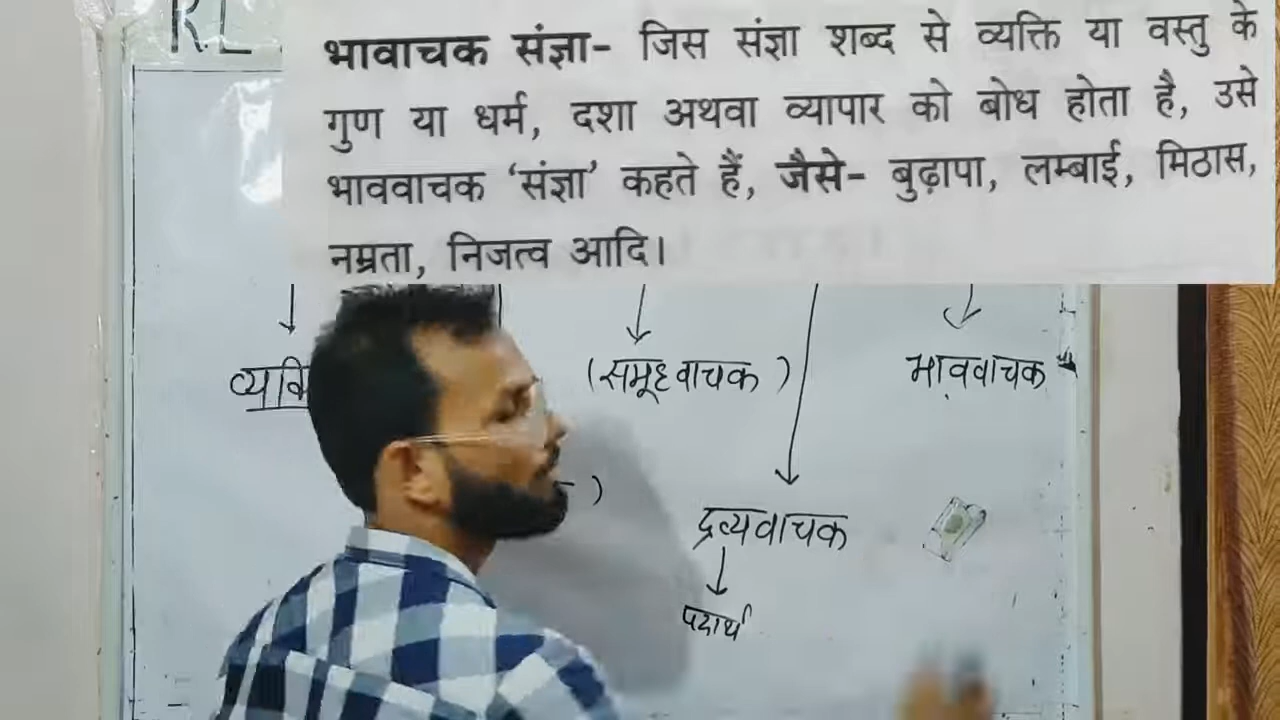 RL
भावाचक संज्ञा- जिस संज्ञा शब्द से व्यक्ति या वस्तु के
गुण या धर्म, दशा अथवा व्यापार को बोध होता है, उसे
भाववाचक ‘संज्ञा’ कहते हैं, जैसे- बुढ़ापा, लम्बाई, मिठास,
नम्रता, निजत्व आदि।
(समूहवाचक) भाववाचक
द्रव्यवाचक
पदार्थ